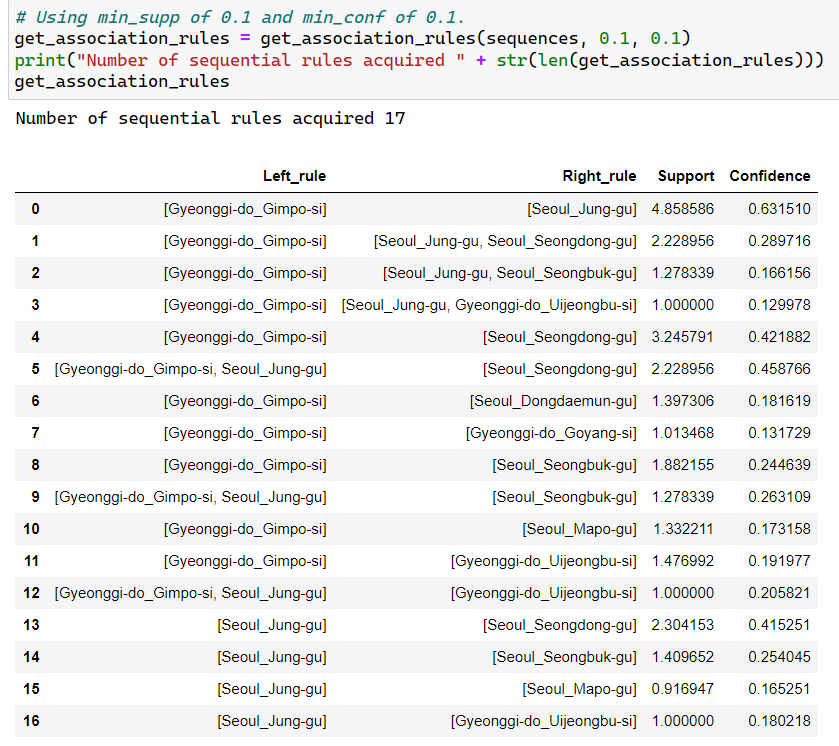 # Using min_supp of 0.1 and min_conf of 0.1.
get_association_rules = get_association_rules(sequences, 0.1, 0.1)
print("Number of sequential rules acquired " + str(len(get_association_rules)))
get_association_rules
Number of sequential rules acquired 17
Left_rule Right_rule Support Confidence
0 [Gyeonggi-do_Gimpo-si] [Seoul_Jung-gu] 4.858586 0.631510
1 [Gyeonggi-do_Gimpo-si] [Seoul_Jung-gu, Seoul_Seongdong-gu] 2.228956 0.289716
2 [Gyeonggi-do_Gimpo-si] [Seoul_Jung-gu, Seoul_Seongbuk-gu] 1.278339 0.166156
3 [Gyeonggi-do_Gimpo-si] [Seoul_Jung-gu, Gyeonggi-do_Uijeongbu-si] 1.000000 0.129978
4 [Gyeonggi-do_Gimpo-si] [Seoul_Seongdong-gu] 3.245791 0.421882
5 [Gyeonggi-do_Gimpo-si, Seoul_Jung-gu] [Seoul_Seongdong-gu] 2.228956 0.458766
6 [Gyeonggi-do_Gimpo-si] [Seoul_Dongdaemun-gu] 1.397306 0.181619
7 [Gyeonggi-do_Gimpo-si] [Gyeonggi-do_Goyang-si] 1.013468 0.131729
8 [Gyeonggi-do_Gimpo-si] [Seoul_Seongbuk-gu] 1.882155 0.244639
9 [Gyeonggi-do_Gimpo-si, Seoul_Jung-gu] [Seoul_Seongbuk-gu] 1.278339 0.263109
10 [Gyeonggi-do_Gimpo-si] [Seoul_Mapo-gu] 1.332211 0.173158
11 [Gyeonggi-do_Gimpo-si] [Gyeonggi-do_Uijeongbu-si] 1.476992 0.191977
12 [Gyeonggi-do_Gimpo-si, Seoul_Jung-gu] [Gyeonggi-do_Uijeongbu-si] 1.000000 0.205821
13 [Seoul_Jung-gu] [Seoul_Seongdong-gu] 2.304153 0.415251
14 [Seoul_Jung-gu] [Seoul_Seongbuk-gu] 1.409652 0.254045
15 [Seoul_Jung-gu] [Seoul_Mapo-gu] 0.916947 0.165251
16 [Seoul_Jung-gu] [Gyeonggi-do_Uijeongbu-si] 1.000000 0.180218